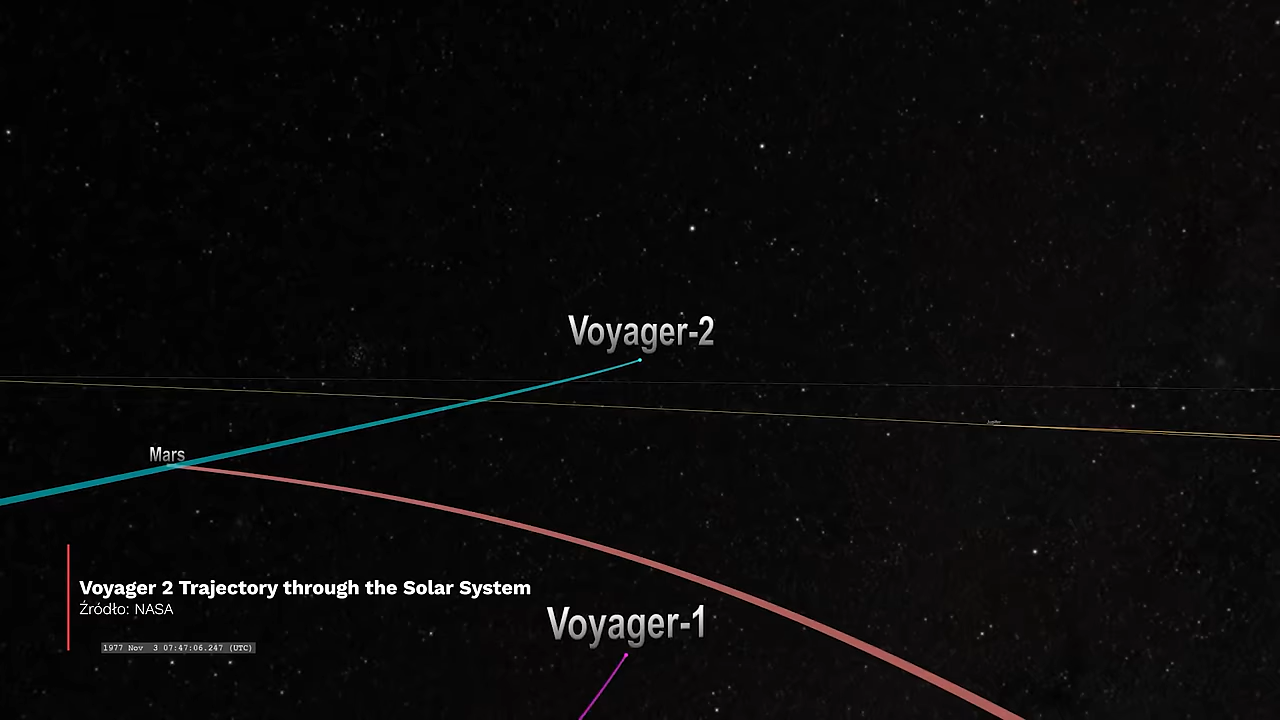 Voyager-2
Jupiter
Mars
Voyager 2 Trajectory through the Solar System
Źródło: NASA
Voyager-1
1977 Nov  3 07:47:06.247 (UTC)